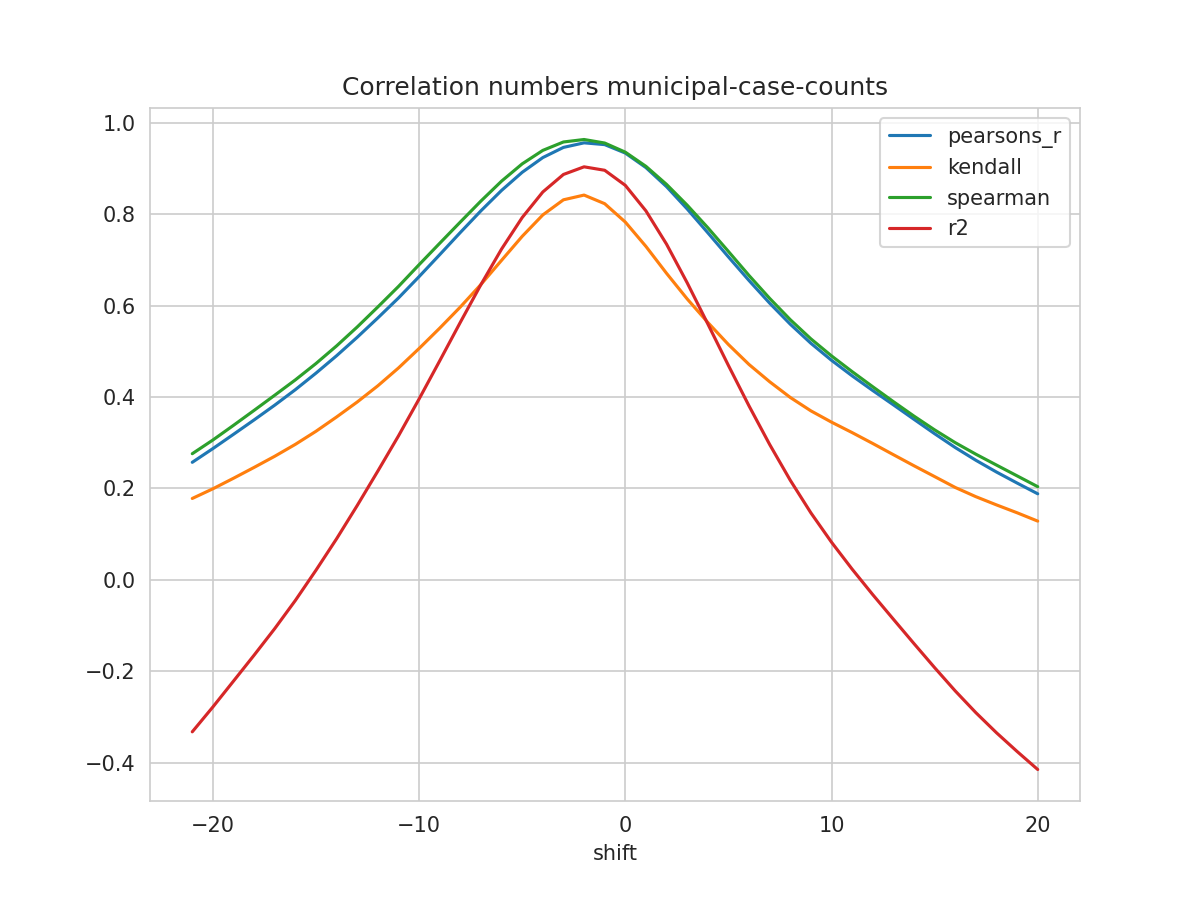 Correlation numbers municipal-case-counts
1.0
0.8
0.6
0.4
0.2
0.0
−0.2
−0.4
pearsons_r
kendall
spearman
r2
−20
−10
0
10
20
shift